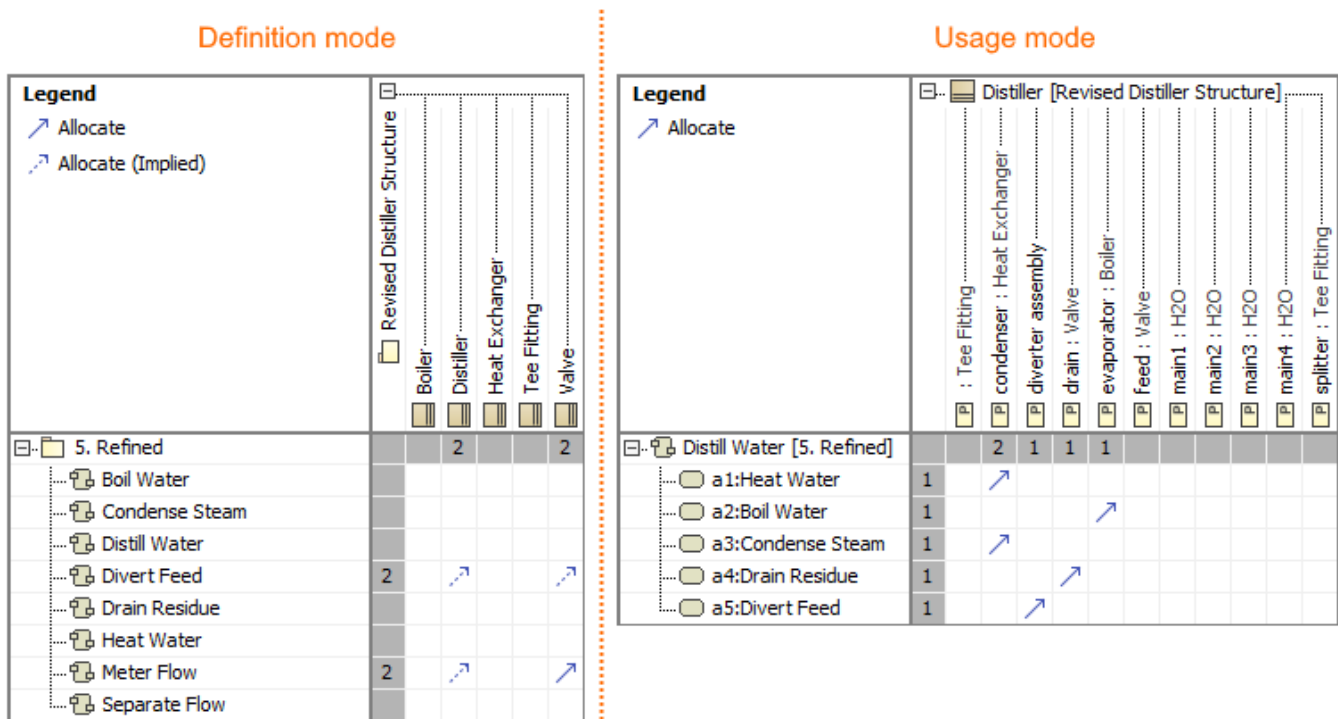 Definition mode
Legend
Allocate
Allocate (Implied)
Revised Distiller Structure
Boiler
Distiller
Heat Exchanger
Tee Fitting
Valve
5. Refined 2 2
Boil Water
Condense Steam
Distill Water
Divert Feed 2
Drain Residue
Heat Water
Meter Flow 2
Separate Flow
Usage mode
Legend
Allocate
Distiller [Revised Distiller Structure]
P : Tee Fitting
P condenser : Heat Exchanger
P diverter assembly
P drain : Valve
P evaporator : Boiler
P feed : Valve
P main1 : H2O
P main2 : H2O
P main3 : H2O
P main4 : H2O
P splitter : Tee Fitting
Distill Water [5. Refined] 2 1 1 1
a1:Heat Water 1
a2:Boil Water 1
a3:Condense Steam 1
a4:Drain Residue 1
a5:Divert Feed 1